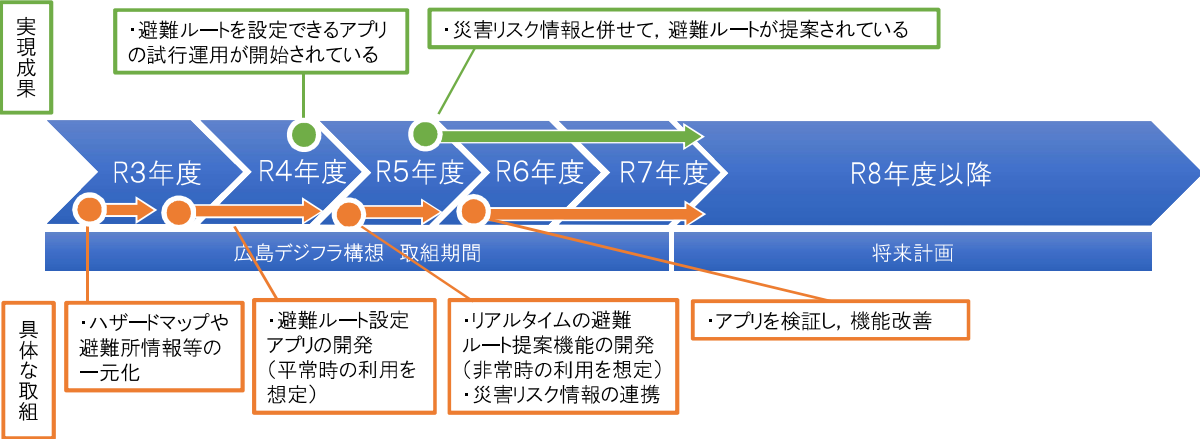 実現成果
・避難ルートを設定できるアプリ
の試行運用が開始されている
・災害リスク情報と併せて，避難ルートが提案されている
R3年度
R4年度
R5年度
R6年度
R7年度
R8年度以降
広島デジフラ構想　取組期間
将来計画
具体な取組
・ハザードマップや
避難所情報等の
一元化
・避難ルート設定
アプリの開発
（平常時の利用を
想定）
・リアルタイムの避難
ルート提案機能の開発
（非常時の利用を想定）
・災害リスク情報の連携
・アプリを検証し，機能改善